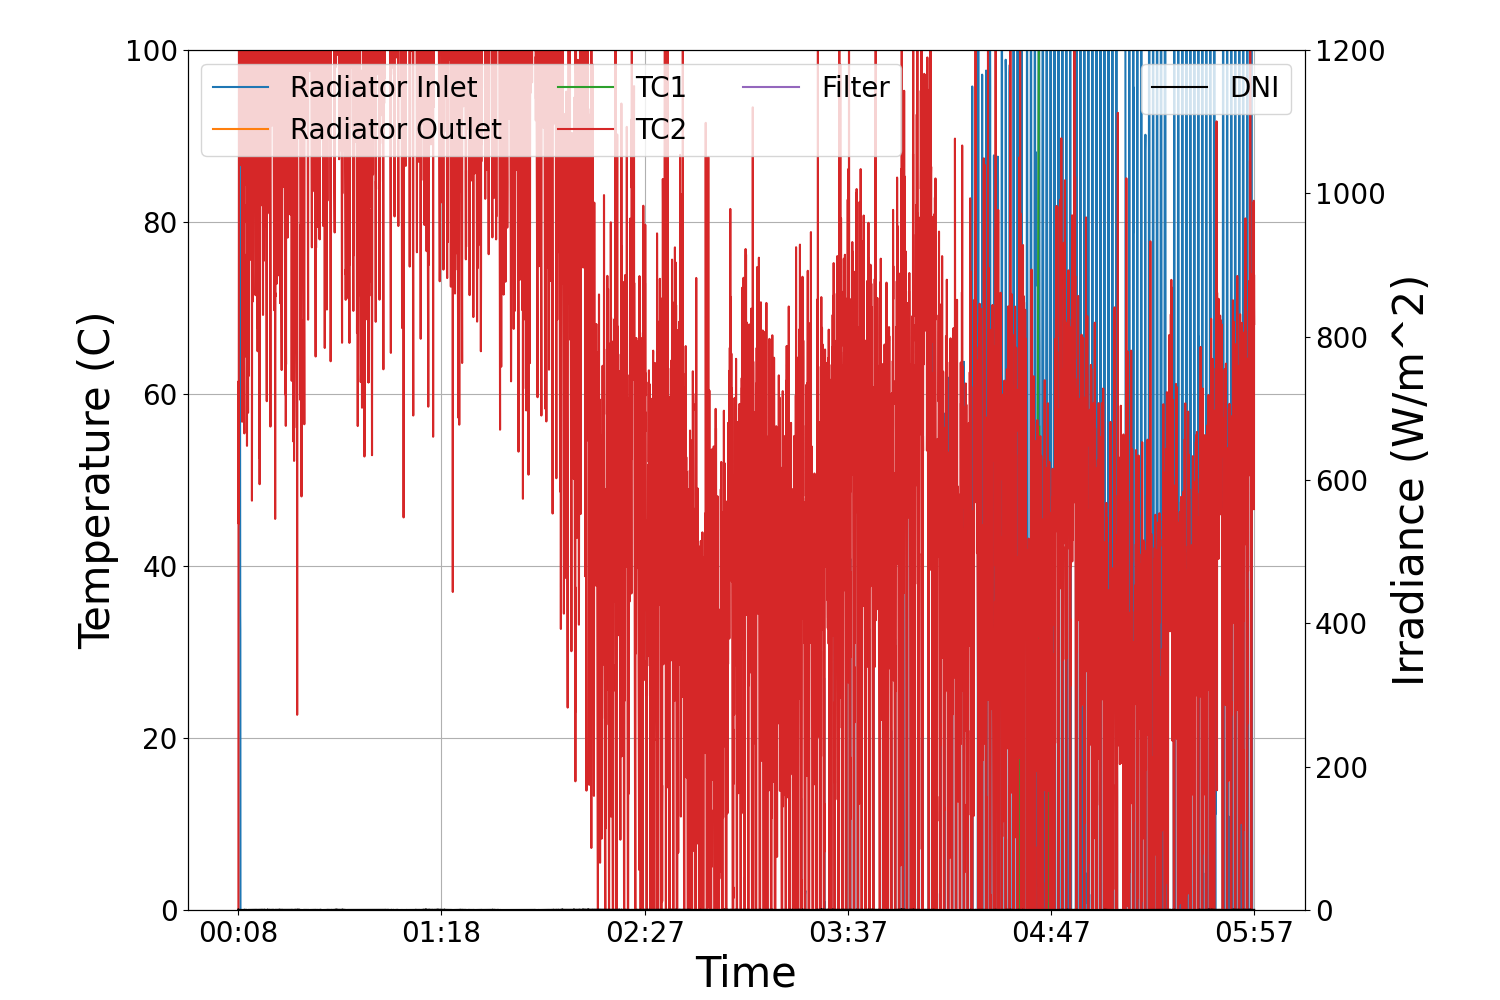 Radiator Inlet
Radiator Outlet
TC1
TC2
Filter
DNI
Temperature (C)
100
80
60
40
20
0
1200
1000
800
600
400
200
0
Irradiance (W/m^2)
00:08 01:18 02:27 03:37 04:47 05:57
Time